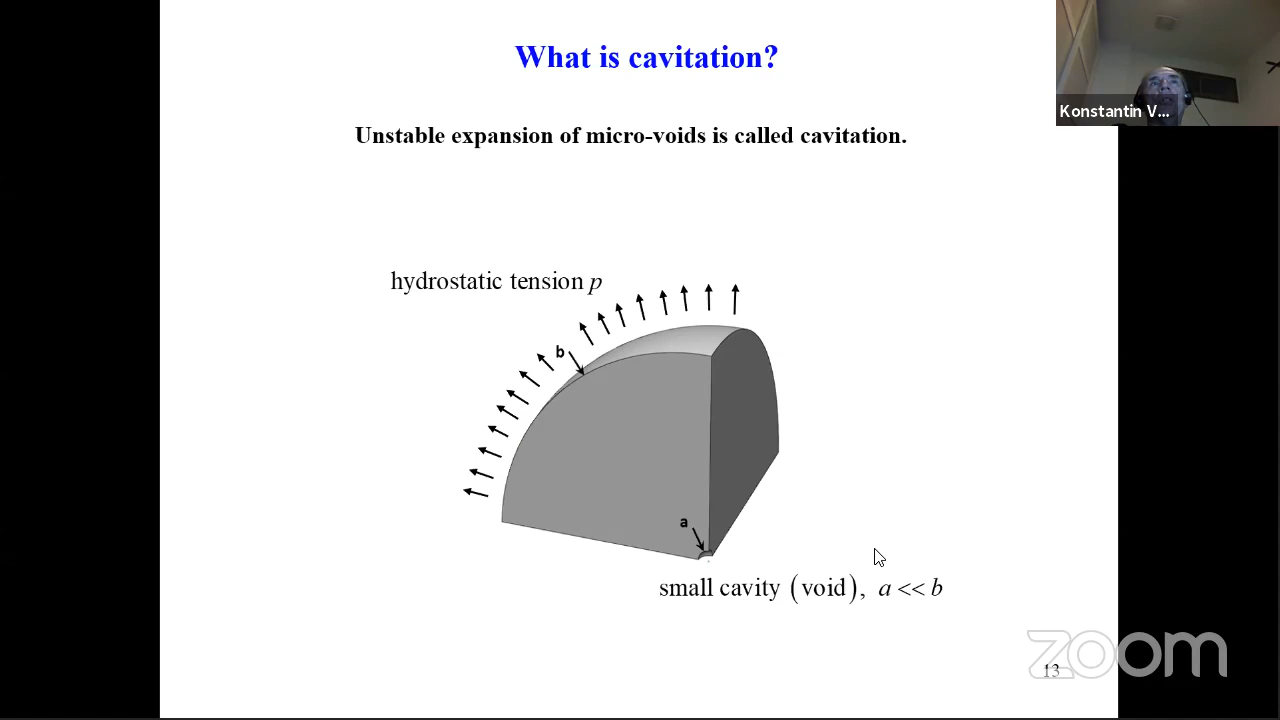 What is cavitation?
Konstantin V...
Unstable expansion of micro-voids is called cavitation.
hydrostatic tension p
b
a
small cavity (void), a << b
zoom
13